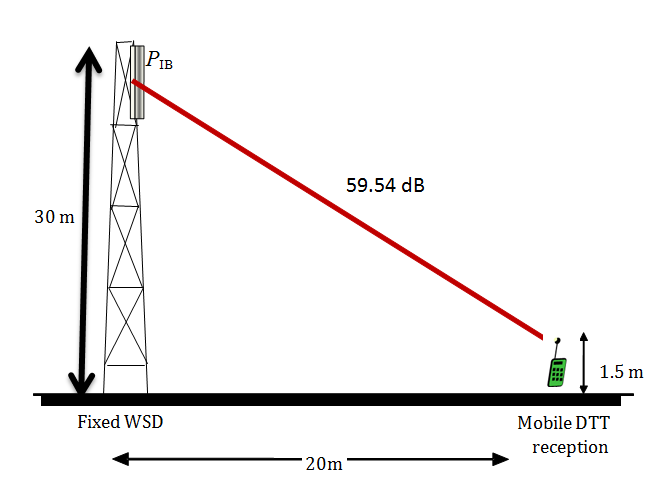 P_IB
59.54 dB
30 m
1.5 m
Fixed WSD
Mobile DTT
reception
20m